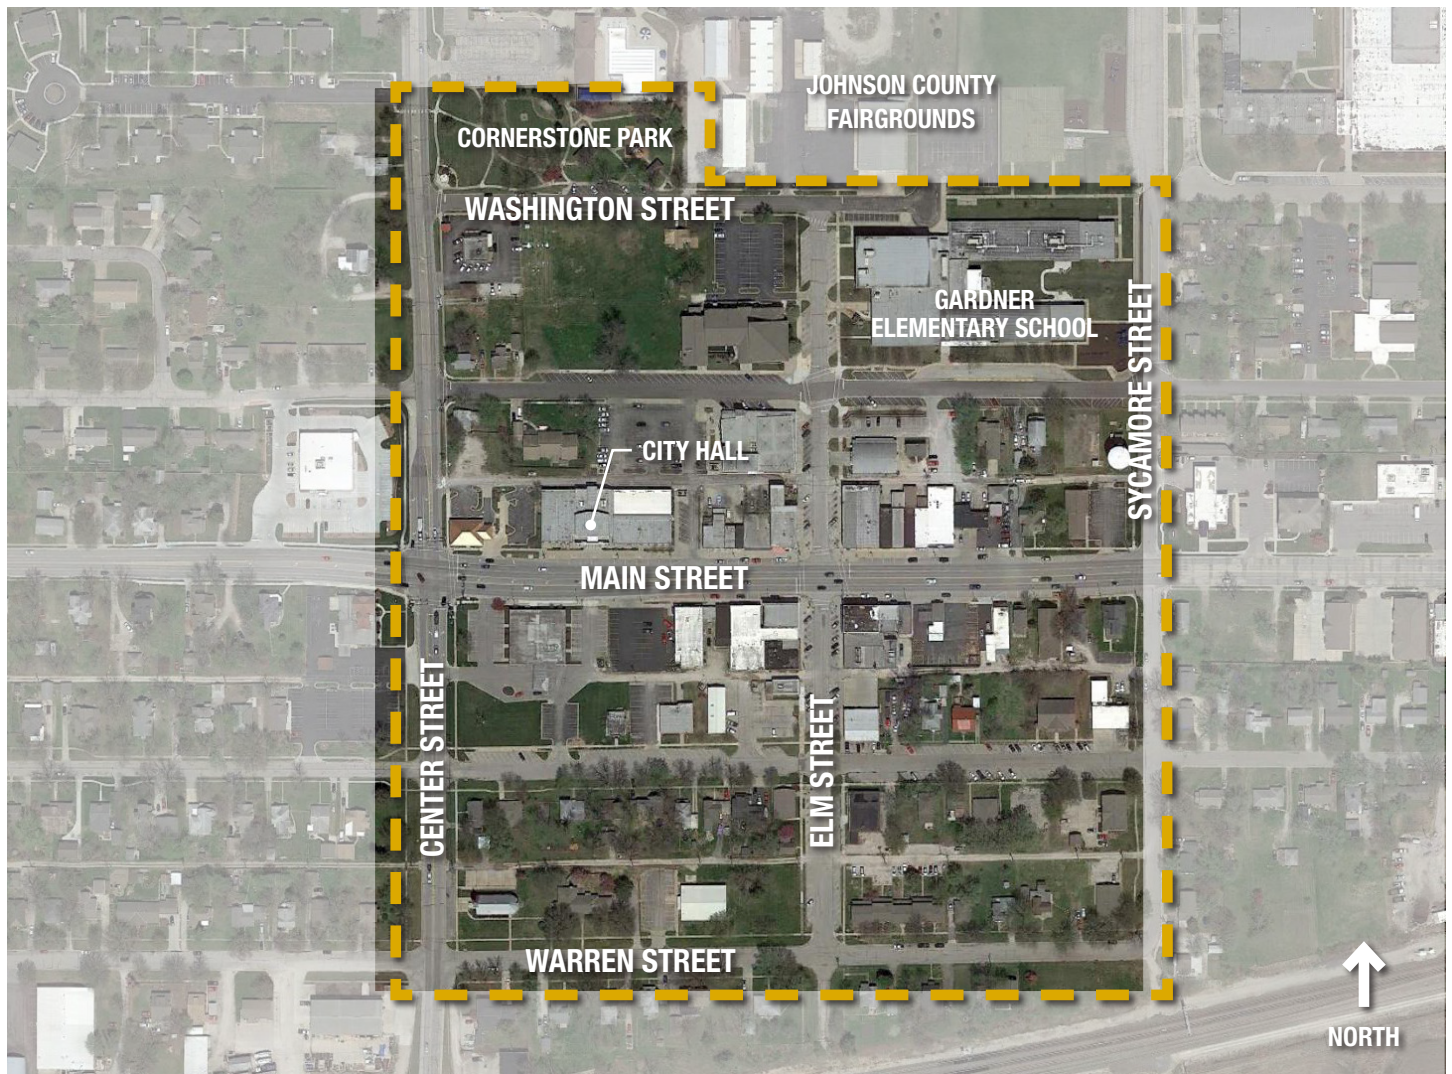 JOHNSON COUNTY
FAIRGROUNDS
CORNERSTONE PARK
WASHINGTON STREET
GARDNER
ELEMENTARY SCHOOL
SYCAMORE STREET
CITY HALL
MAIN STREET
CENTER STREET
ELM STREET
WARREN STREET
NORTH